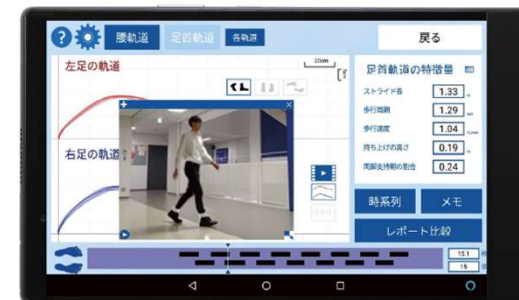 腰軌道
足首軌道
各軌道
戻る
左足の軌道
20cm
右足の軌道
足首軌道の特徴量
ストライド長 1.33
歩行周期 1.29
歩行速度 1.04
持ち上げの高さ 0.19
両脚支持期の割合 0.24
時系列
メモ
レポート比較
15.1
15